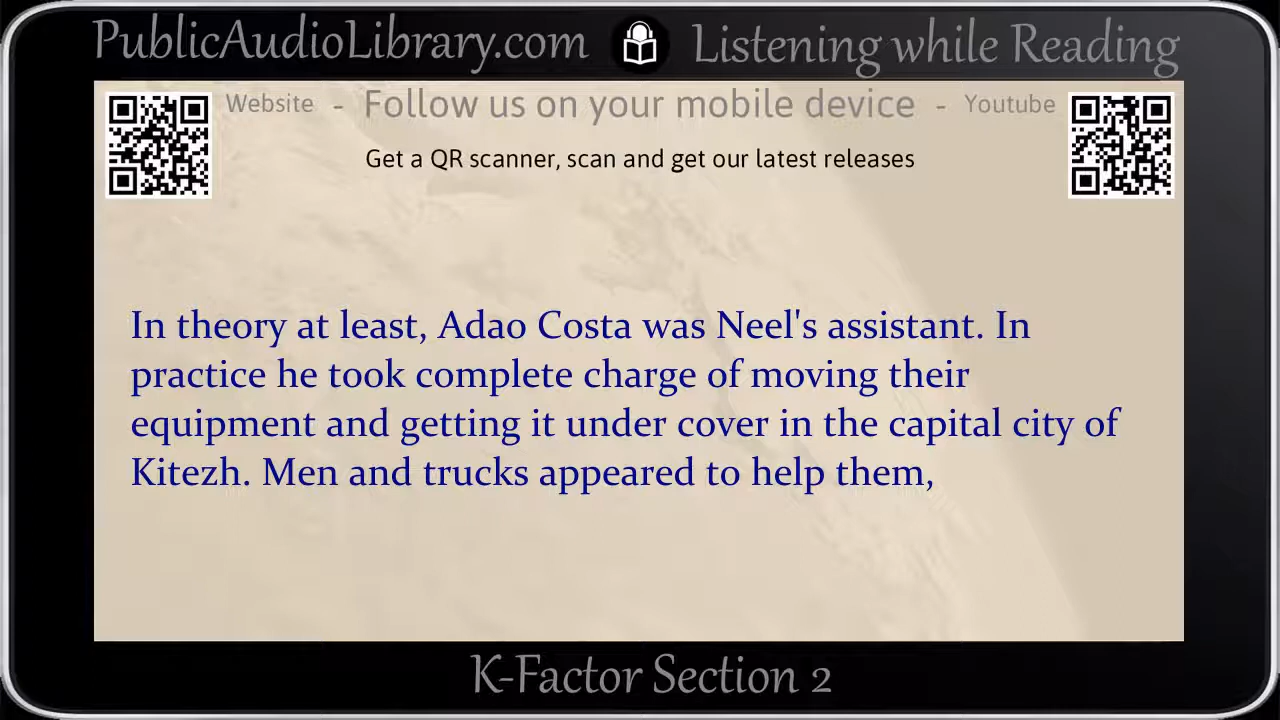 PublicAudioLibrary.com Listening while Reading
Website - Follow us on your mobile device - Youtube
Get a QR scanner, scan and get our latest releases
In theory at least, Adao Costa was Neel's assistant. In
practice he took complete charge of moving their
equipment and getting it under cover in the capital city of
Kitezh. Men and trucks appeared to help them,
K-Factor Section 2